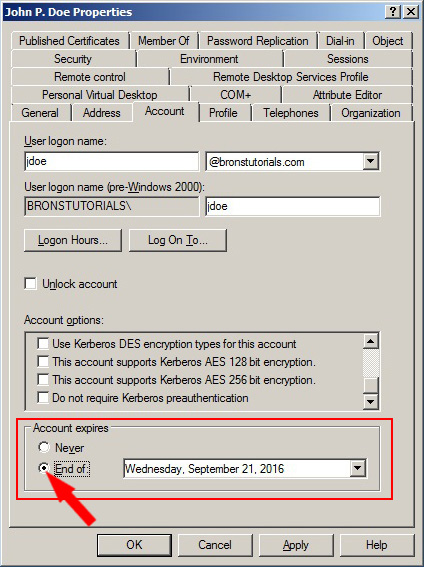 John P. Doe Properties
Published Certificates Member Of Password Replication Dial-in Object
Security Environment Sessions
Remote control Remote Desktop Services Profile
Personal Virtual Desktop COM+ Attribute Editor
General Address Account Profile Telephones Organization
User logon name:
jdoe @bronstutorials.com
User logon name (pre-Windows 2000):
BRONSTUTORIALS\ jdoe
Logon Hours... Log On To...
Unlock account
Account options:
Use Kerberos DES encryption types for this account
This account supports Kerberos AES 128 bit encryption.
This account supports Kerberos AES 256 bit encryption.
Do not require Kerberos preauthentication
Account expires
Never
End of: Wednesday, September 21, 2016
OK Cancel Apply Help